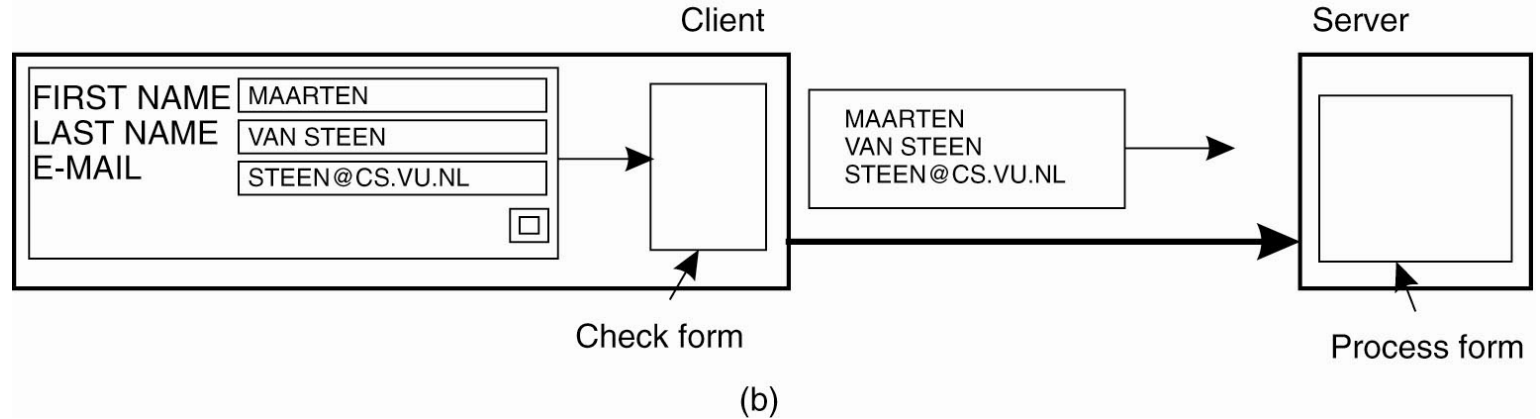 Client
Server
FIRST NAME MAARTEN
LAST NAME VAN STEEN
E-MAIL STEEN@CS.VU.NL
MAARTEN
VAN STEEN
STEEN@CS.VU.NL
Check form
Process form
(b)